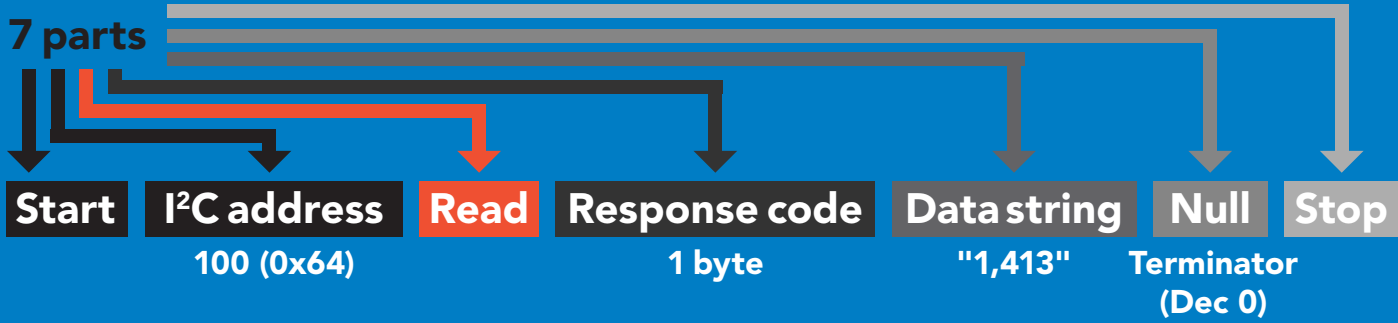 7 parts
Start I²C address Read Response code Data string Null Stop
100 (0x64) 1 byte "1,413" Terminator
(Dec 0)